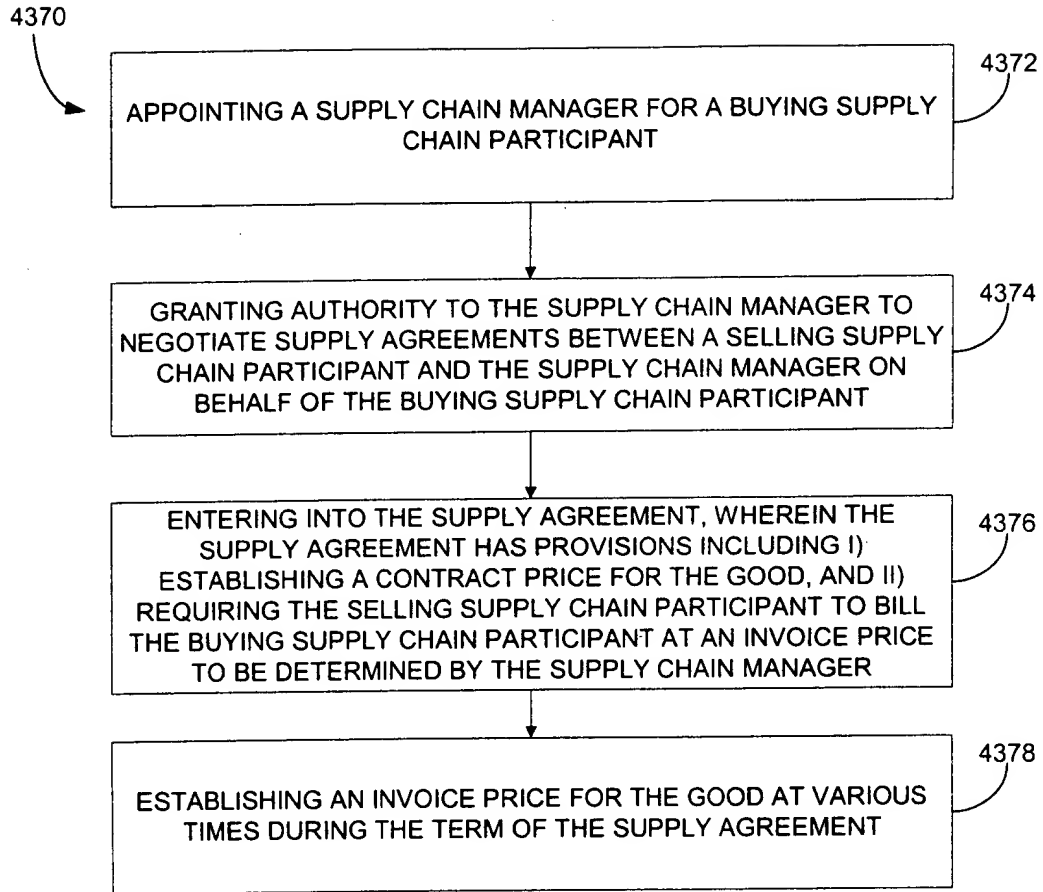 4370
4372
APPOINTING A SUPPLY CHAIN MANAGER FOR A BUYING SUPPLY
CHAIN PARTICIPANT
4374
GRANTING AUTHORITY TO THE SUPPLY CHAIN MANAGER TO
NEGOTIATE SUPPLY AGREEMENTS BETWEEN A SELLING SUPPLY
CHAIN PARTICIPANT AND THE SUPPLY CHAIN MANAGER ON
BEHALF OF THE BUYING SUPPLY CHAIN PARTICIPANT
4376
ENTERING INTO THE SUPPLY AGREEMENT, WHEREIN THE
SUPPLY AGREEMENT HAS PROVISIONS INCLUDING I)
ESTABLISHING A CONTRACT PRICE FOR THE GOOD, AND II)
REQUIRING THE SELLING SUPPLY CHAIN PARTICIPANT TO BILL
THE BUYING SUPPLY CHAIN PARTICIPANT AT AN INVOICE PRICE
TO BE DETERMINED BY THE SUPPLY CHAIN MANAGER
4378
ESTABLISHING AN INVOICE PRICE FOR THE GOOD AT VARIOUS
TIMES DURING THE TERM OF THE SUPPLY AGREEMENT